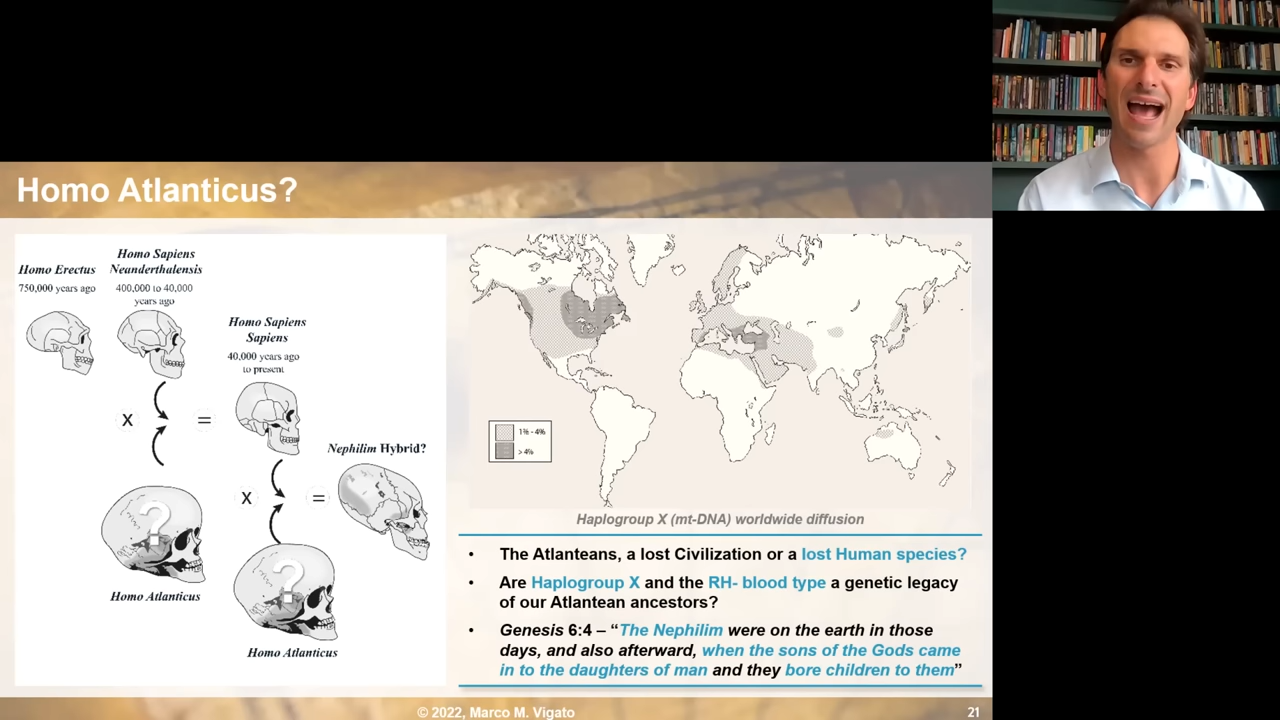 Homo Atlanticus?
Homo Erectus
750,000 years ago
Homo Sapiens
Neanderthalensis
400,000 to 40,000
years ago
Homo Sapiens
Sapiens
40,000 years ago
to present
X
=
Nephilim Hybrid?
X
=
?
Homo Atlanticus
?
Homo Atlanticus
1% - 4%
> 4%
Haplogroup X (mt-DNA) worldwide diffusion
• The Atlanteans, a lost Civilization or a lost Human species?
• Are Haplogroup X and the RH- blood type a genetic legacy
of our Atlantean ancestors?
• Genesis 6:4 – “The Nephilim were on the earth in those
days, and also afterward, when the sons of the Gods came
in to the daughters of man and they bore children to them”
© 2022, Marco M. Vigato
21